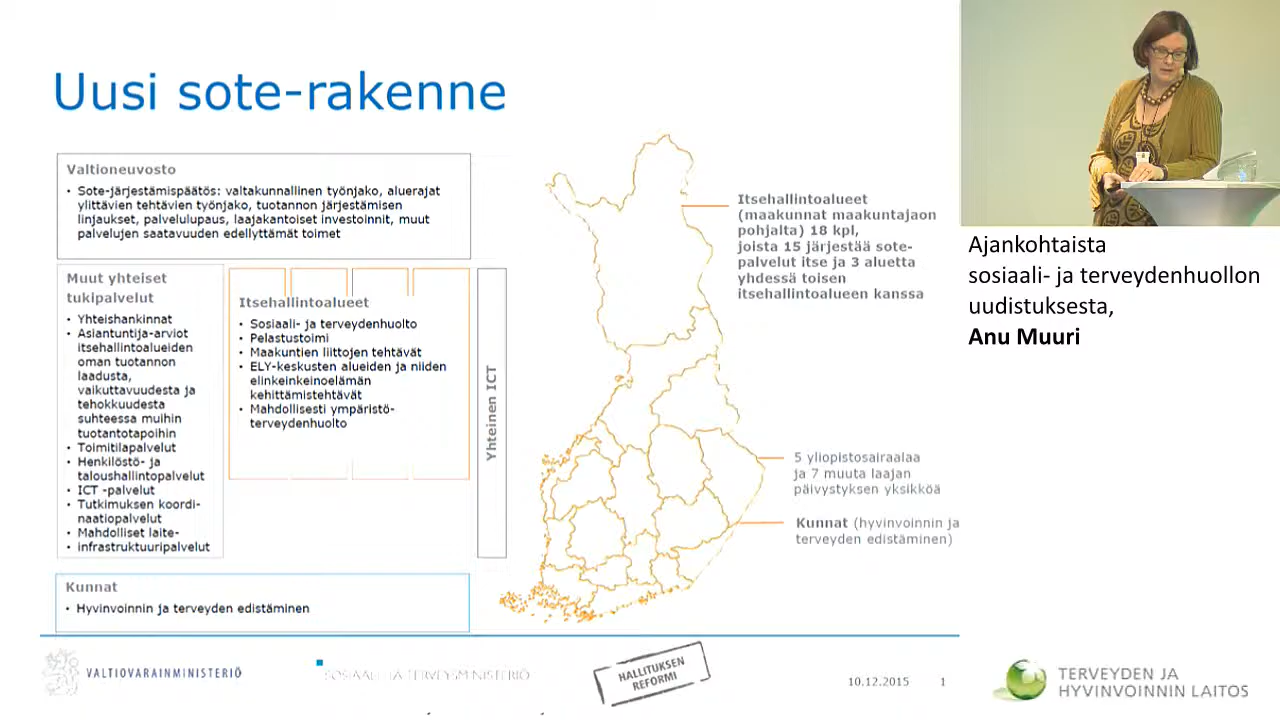 Uusi sote-rakenne
Valtioneuvosto
• Sote-järjestämispäätös: valtakunnallinen työnjako, aluerajat
ylittävien tehtävien työnjako, tuotannon järjestämisen
linjaukset, palvelulupaus, laajakantoiset investoinnit, muut
palvelujen saatavuuden edellyttämät toimet
Muut yhteiset
tukipalvelut
• Yhteishankinnat
• Asiantuntija-arviot
itsehallintoalueiden
oman tuotannon
laadusta,
vaikuttavuudesta ja
tehokkuudesta
suhteessa muihin
tuotantotapoihin
• Toimitilapalvelut
• Henkilöstö- ja
taloushallintopalvelut
• ICT -palvelut
• Tutkimuksen koordi-
naatiopalvelut
• Mahdolliset laite-
• infrastruktuuripalvelut
Itsehallintoalueet
• Sosiaali- ja terveydenhuolto
• Pelastustoimi
• Maakuntien liittojen tehtävät
• ELY-keskusten alueiden ja niiden
elinkeinkeinoelämän
kehittämistehtävät
• Mahdollisesti ympäristö-
terveydenhuolto
Yhteinen ICT
Kunnat
• Hyvinvoinnin ja terveyden edistäminen
Itsehallintoalueet
(maakunnat maakuntajaon
pohjalta) 18 kpl,
joista 15 järjestää sote-
palvelut itse ja 3 aluetta
yhdessä toisen
itsehallintoalueen kanssa
5 yliopistosairaalaa
ja 7 muuta laajan
päivystyksen yksikköä
Kunnat (hyvinvoinnin ja
terveyden edistäminen)
VALTIOVARAINMINISTERIÖ
SOSIAALI- JA TERVEYSMINISTERIÖ
HALLITUKSEN
REFORMI
10.12.2015 1
Ajankohtaista
sosiaali- ja terveydenhuollon
uudistuksesta,
Anu Muuri
TERVEYDEN JA
HYVINVOINNIN LAITOS